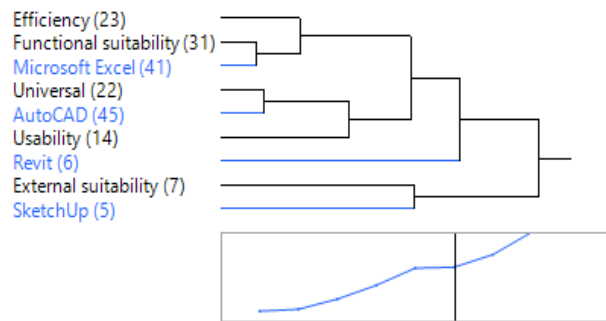 Efficiency (23)
Functional suitability (31)
Microsoft Excel (41)
Universal (22)
AutoCAD (45)
Usability (14)
Revit (6)
External suitability (7)
SketchUp (5)